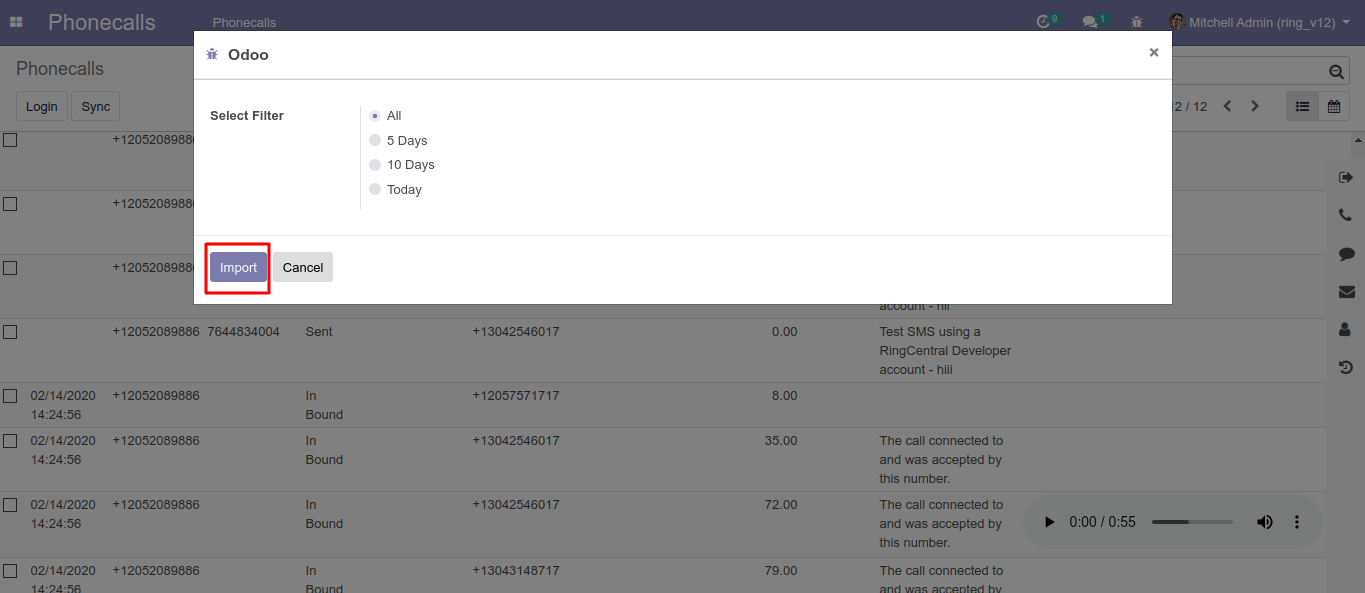 Phonecalls
Phonecalls
9
1
Mitchell Admin (ring_v12)
Odoo
×
Phonecalls
Login
Sync
2 / 12
Select Filter
All
5 Days
10 Days
Today
Import
Cancel
+12052089886
+12052089886
+12052089886
account - hii
+12052089886 7644834004 Sent +13042546017 0.00 Test SMS using a
RingCentral Developer
account - hiii
02/14/2020 +12052089886 In +12057571717 8.00
14:24:56 Bound
02/14/2020 +12052089886 In +13042546017 35.00 The call connected to
14:24:56 Bound and was accepted by
this number.
02/14/2020 +12052089886 In +13042546017 72.00 The call connected to
14:24:56 Bound and was accepted by
this number.
0:00 / 0:55
02/14/2020 +12052089886 In +13043148717 79.00 The call connected to
14:24:56 Bound and was accepted by